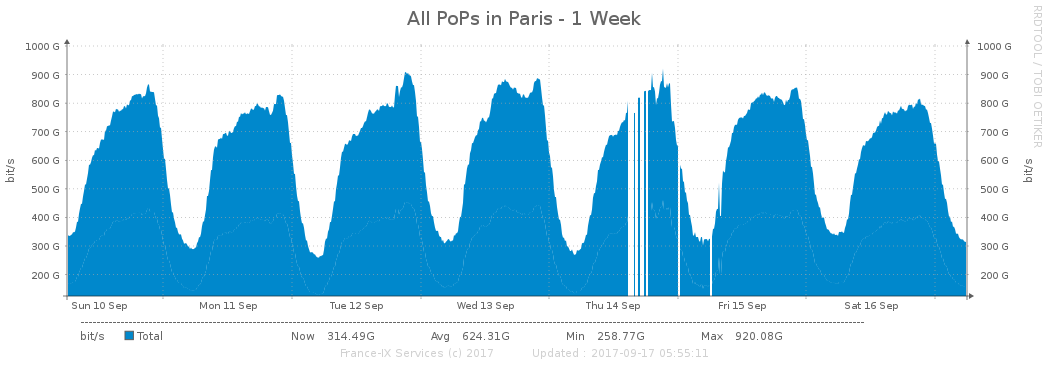 All PoPs in Paris - 1 Week
RRDTOOL / TOBI OETIKER
1000 G 1000 G
900 G 900 G
800 G 800 G
700 G 700 G
600 G 600 G
500 G 500 G
400 G 400 G
300 G 300 G
200 G 200 G
bit/s
bit/s
Sun 10 Sep Mon 11 Sep Tue 12 Sep Wed 13 Sep Thu 14 Sep Fri 15 Sep Sat 16 Sep
bit/s Total Now 314.49G Avg 624.31G Min 258.77G Max 920.08G
France-IX Services (c) 2017 Updated : 2017-09-17 05:55:11